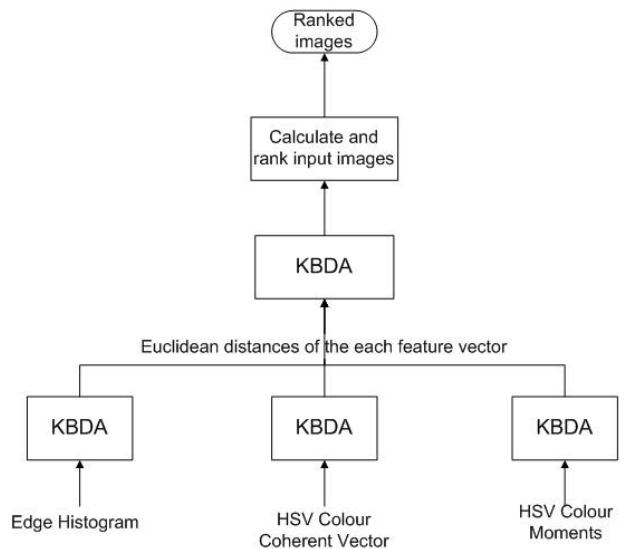 Ranked
images
Calculate and
rank input images
KBDA
Euclidean distances of the each feature vector
KBDA
KBDA
KBDA
Edge Histogram
HSV Colour
Coherent Vector
HSV Colour
Moments